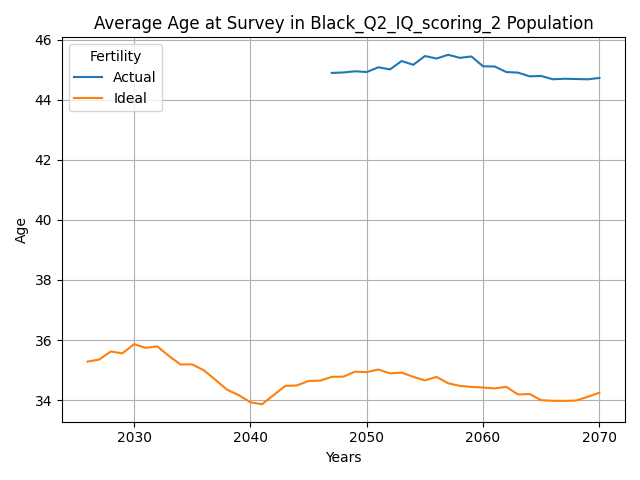 Average Age at Survey in Black_Q2_IQ_scoring_2 Population
Fertility
Actual
Ideal
46
44
42
40
38
36
34
Age
2030 2040 2050 2060 2070
Years